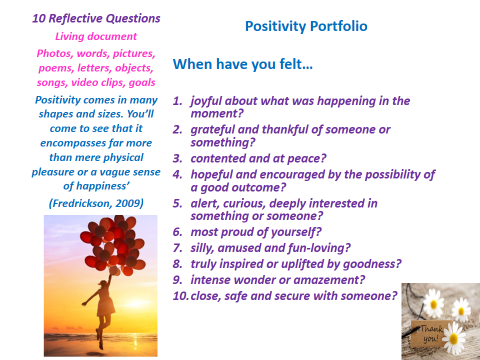 10 Reflective Questions
Living document
Photos, words, pictures,
poems, letters, objects,
songs, video clips, goals
Positivity comes in many
shapes and sizes. You'll
come to see that it
encompasses far more
than mere physical
pleasure or a vague sense
of happiness'
(Fredrickson, 2009)
Positivity Portfolio
When have you felt…
1. joyful about what was happening in the
moment?
2. grateful and thankful of someone or
something?
3. contented and at peace?
4. hopeful and encouraged by the possibility of
a good outcome?
5. alert, curious, deeply interested in
something or someone?
6. most proud of yourself?
7. silly, amused and fun-loving?
8. truly inspired or uplifted by goodness?
9. intense wonder or amazement?
10. close, safe and secure with someone?
Thank
you!